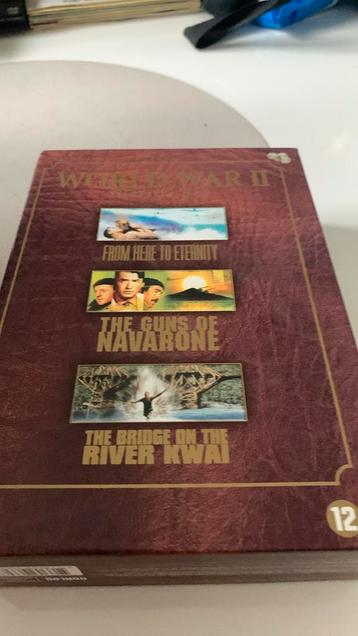 WORLD WAR II
FROM HERE TO ETERNITY
THE GUNS OF
NAVARONE
THE BRIDGE ON THE
RIVER KWAI
12